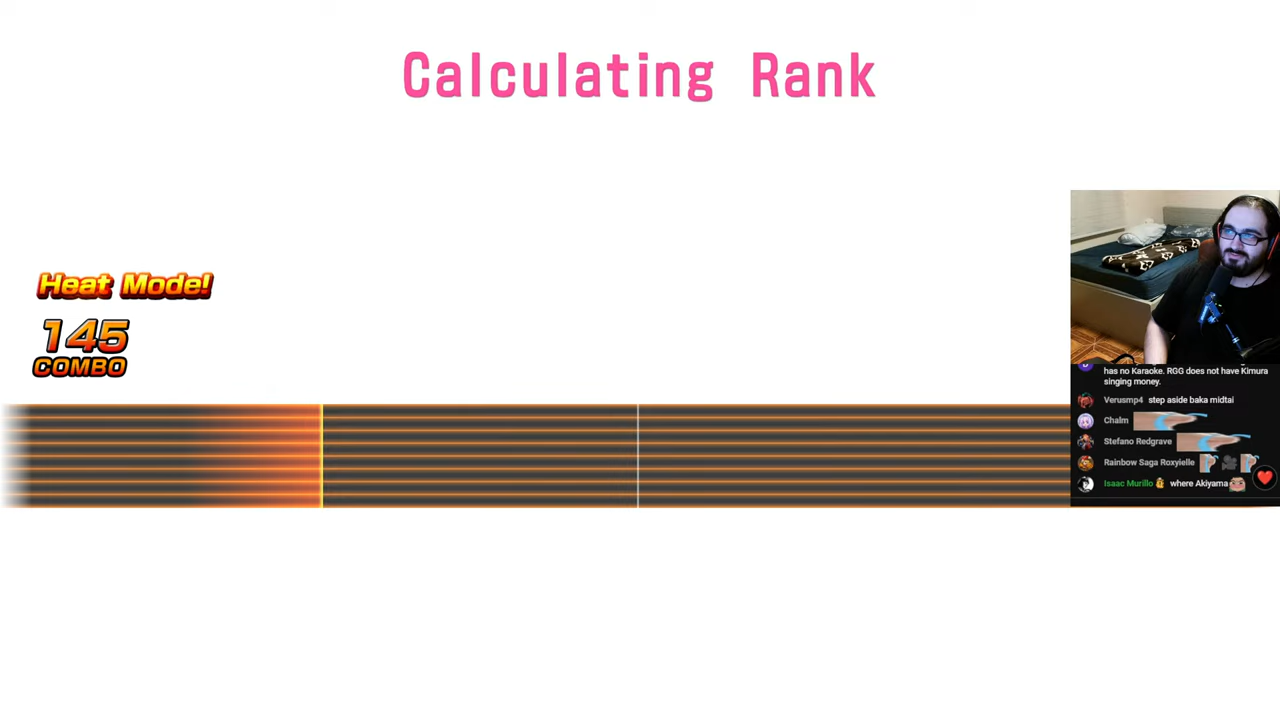 Calculating Rank
Heat Mode!
145
COMBO
has no Karaoke. RGG does not have Kimura
singing money.
Verusmp4 step aside baka midtai
Chalm
Stefano Redgrave
Rainbow Saga Roxyielle
Isaac Murillo where Akiyama